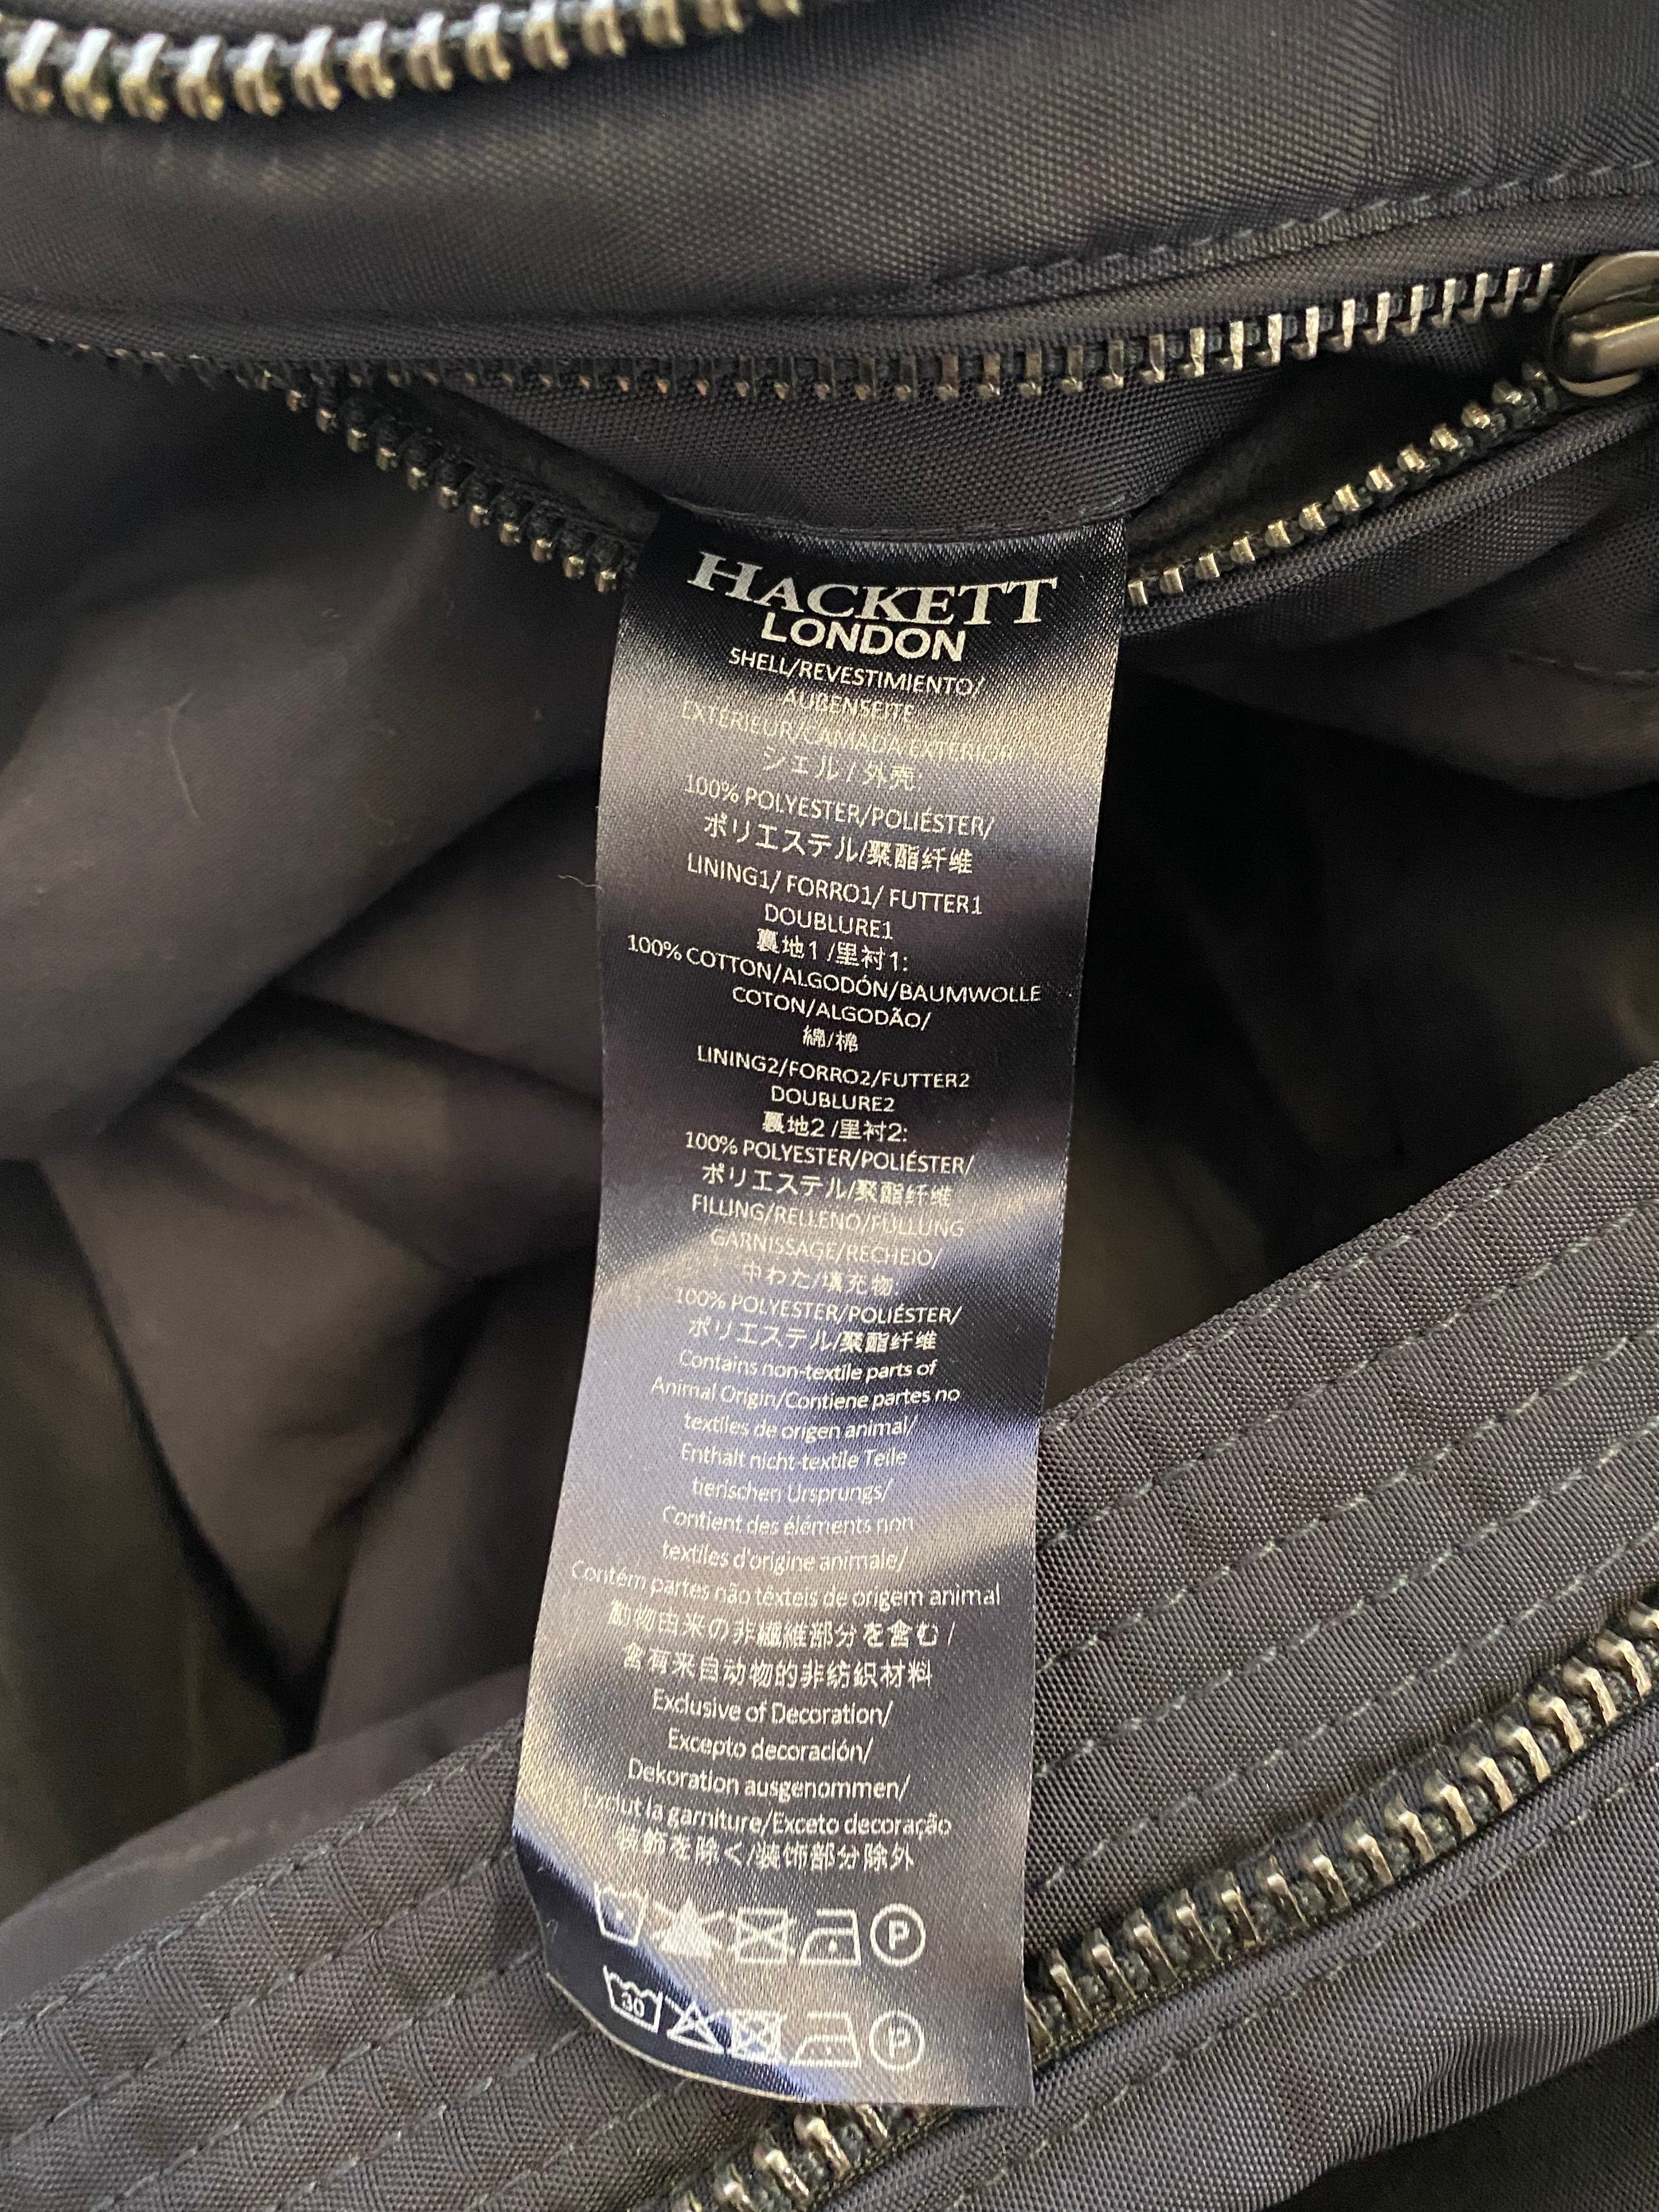 HACKETT
LONDON
SHELL/REVESTIMIENTO/
AUßENSEITE
EXTÉRIEUR/CAMADA EXTERIOR
シェル / 外壳:
100% POLYESTER/POLIÉSTER/
ポリエステル/聚酯纤维
LINING1/ FORRO1/ FUTTER1
DOUBLURE1
裏地1 /里衬1:
100% COTTON/ALGODÓN/BAUMWOLLE
COTON/ALGODÃO/
綿/棉
LINING2/FORRO2/FUTTER2
DOUBLURE2
裏地2 /里衬2:
100% POLYESTER/POLIÉSTER/
ポリエステル/聚酯纤维
FILLING/RELLENO/FÜLLUNG
GARNISSAGE/RECHEIO/
中わた/填充物:
100% POLYESTER/POLIÉSTER/
ポリエステル/聚酯纤维
Contains non-textile parts of
Animal Origin/Contiene partes no
textiles de origen animal/
Enthält nicht-textile Teile
tierischen Ursprungs/
Contient des éléments non
textiles d'origine animale/
Contém partes não têxteis de origem animal
動物由来の非繊維部分を含む /
含有来自动物的非纺织材料
Exclusive of Decoration/
Excepto decoración/
Dekoration ausgenommen/
Exclut la garniture/Exceto decoração
装飾を除く/装饰部分除外
P
30 P